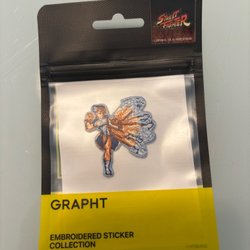 STREET
FIGHTER
GRAPHT
EMBROIDERED STICKER
COLLECTION